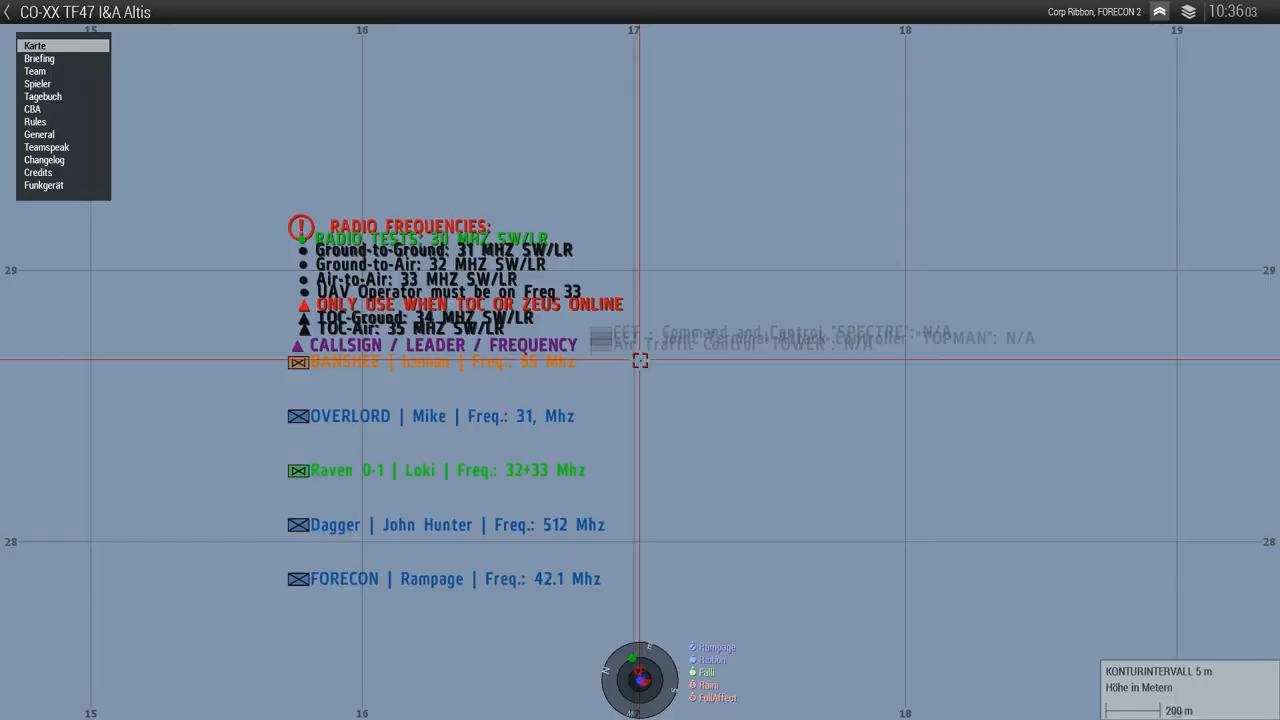 CO-XX TF47 I&A Altis
Corp Ribbon, FORECON 2
10:36 03
15 16 17 18 19
Karte
Briefing
Team
Spieler
Tagebuch
CBA
Rules
General
Teamspeak
Changelog
Credits
Funkgerät
RADIO FREQUENCIES:
RADIO TESTS: 30 MHZ SW/LR
Ground-to-Ground: 31 MHZ SW/LR
Ground-to-Air: 32 MHZ SW/LR
29 29
Air-to-Air: 33 MHZ SW/LR
UAV Operator must be on Freq 33
ONLY USE WHEN TOC OR ZEUS ONLINE
TOC-Ground: 34 MHZ SW/LR
TOC-Air: 35 MHZ SW/LR
- Command and Control "SPECTRE": N/A
Controller "TOPMAN": N/A
Air Traffic Control "TOWER": N/A
CALLSIGN / LEADER / FREQUENCY
BANSHEE | Iceman | Freq.: 55 Mhz
OVERLORD | Mike | Freq.: 31, Mhz
Raven 0-1 | Loki | Freq.: 32+33 Mhz
Dagger | John Hunter | Freq.: 512 Mhz
28 28
FORECON | Rampage | Freq.: 42.1 Mhz
N E S W
Rampage
Ribbon
Falli
Raini
FullAffect
KONTURINTERVALL 5 m
Höhe in Metern
200 m
15 16 17 18